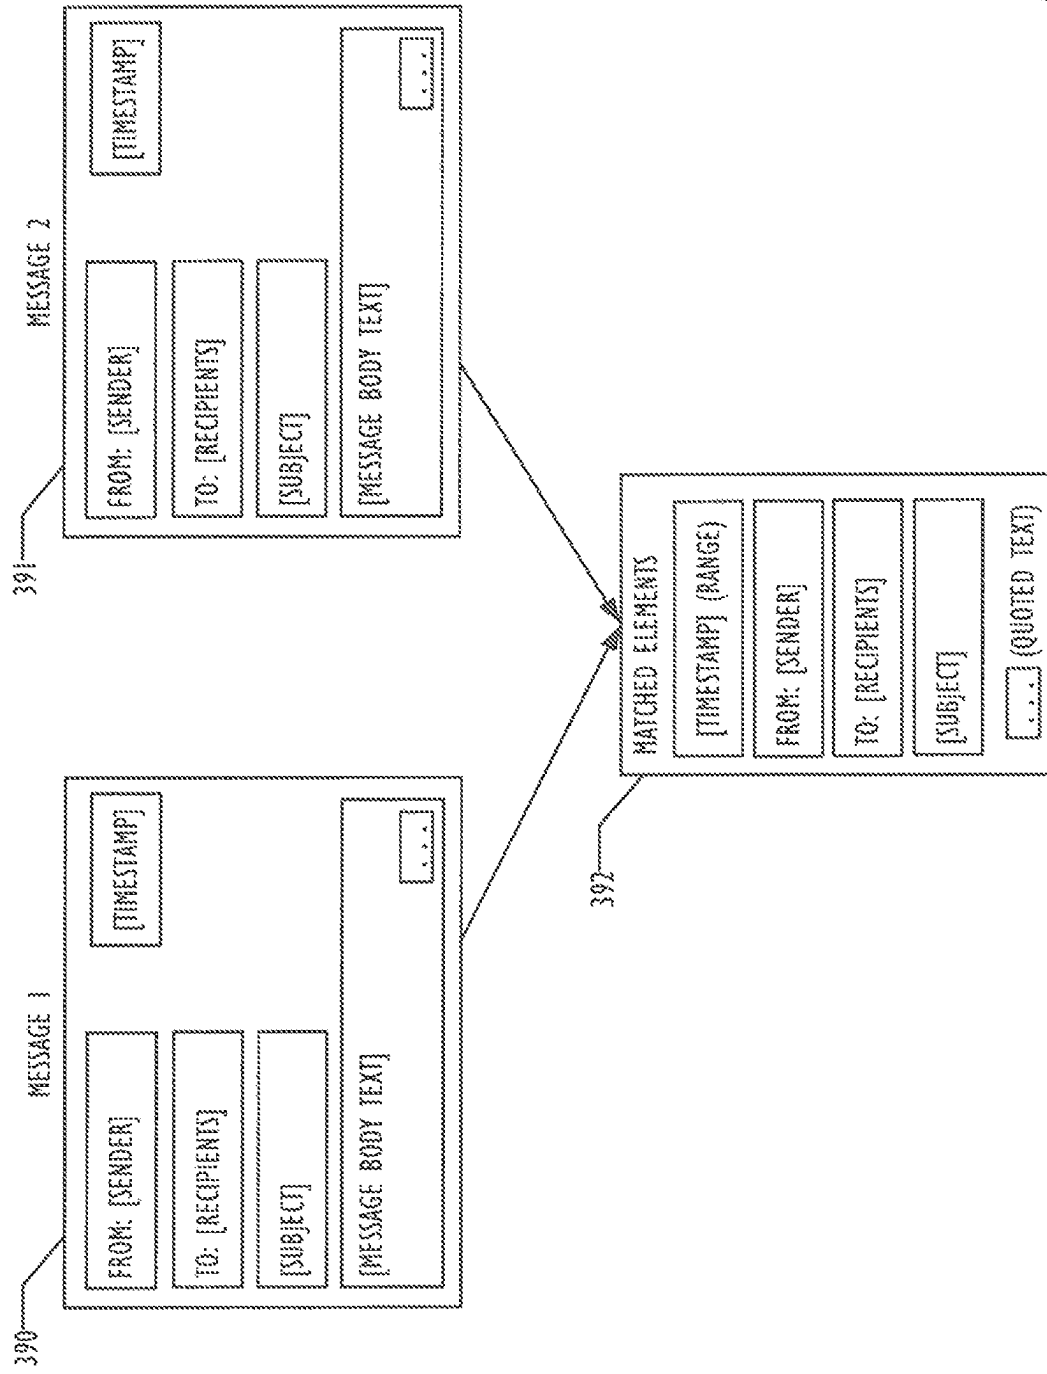 MESSAGE 1
390
FROM: [SENDER]
[TIMESTAMP]
TO: [RECIPIENTS]
[SUBJECT]
[MESSAGE BODY TEXT]
...
MESSAGE 2
391
FROM: [SENDER]
[TIMESTAMP]
TO: [RECIPIENTS]
[SUBJECT]
[MESSAGE BODY TEXT]
...
392
MATCHED ELEMENTS
[TIMESTAMP] (RANGE)
FROM: [SENDER]
TO: [RECIPIENTS]
[SUBJECT]
... (QUOTED TEXT)